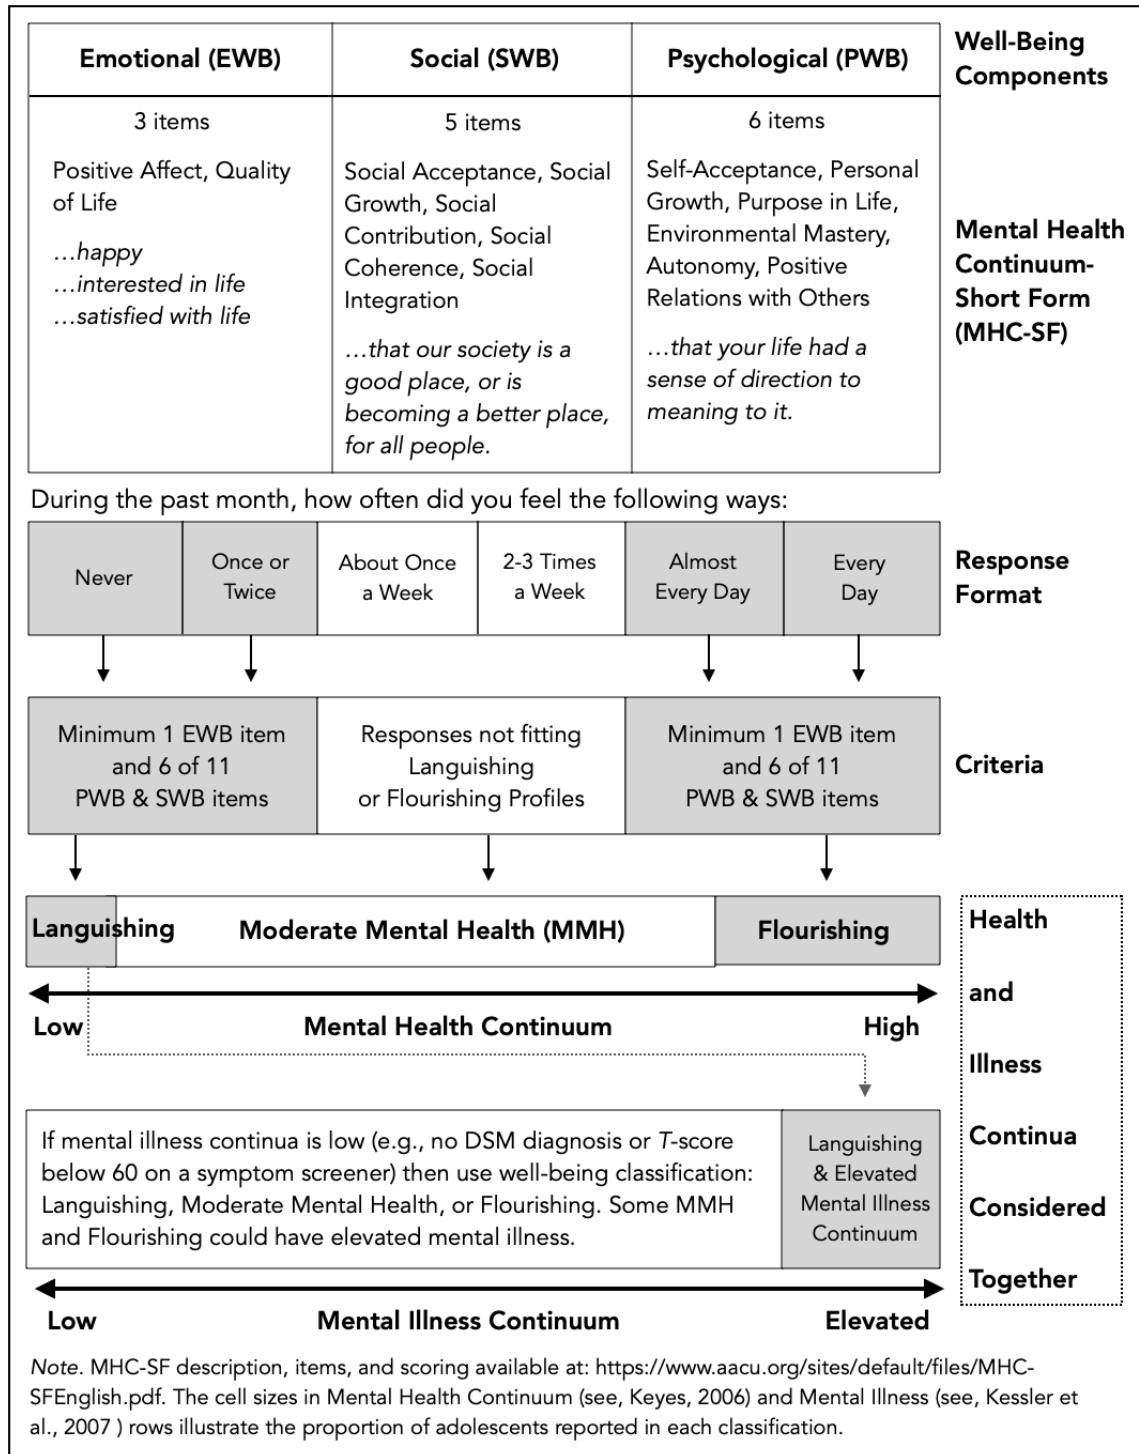 Emotional (EWB)
Social (SWB)
Psychological (PWB)
Well-Being
Components
3 items
Positive Affect, Quality
of Life
…happy
…interested in life
…satisfied with life
5 items
Social Acceptance, Social
Growth, Social
Contribution, Social
Coherence, Social
Integration
…that our society is a
good place, or is
becoming a better place,
for all people.
6 items
Self-Acceptance, Personal
Growth, Purpose in Life,
Environmental Mastery,
Autonomy, Positive
Relations with Others
…that your life had a
sense of direction to
meaning to it.
Mental Health
Continuum-
Short Form
(MHC-SF)
During the past month, how often did you feel the following ways:
Never
Once or
Twice
About Once
a Week
2-3 Times
a Week
Almost
Every Day
Every
Day
Response
Format
Minimum 1 EWB item
and 6 of 11
PWB & SWB items
Responses not fitting
Languishing
or Flourishing Profiles
Minimum 1 EWB item
and 6 of 11
PWB & SWB items
Criteria
Languishing
Moderate Mental Health (MMH)
Flourishing
Low
Mental Health Continuum
High
If mental illness continua is low (e.g., no DSM diagnosis or T-score
below 60 on a symptom screener) then use well-being classification:
Languishing, Moderate Mental Health, or Flourishing. Some MMH
and Flourishing could have elevated mental illness.
Languishing
& Elevated
Mental Illness
Continuum
Low
Mental Illness Continuum
Elevated
Health
and
Illness
Continua
Considered
Together
Note. MHC-SF description, items, and scoring available at: https://www.aacu.org/sites/default/files/MHC-
SFEnglish.pdf. The cell sizes in Mental Health Continuum (see, Keyes, 2006) and Mental Illness (see, Kessler et
al., 2007 ) rows illustrate the proportion of adolescents reported in each classification.